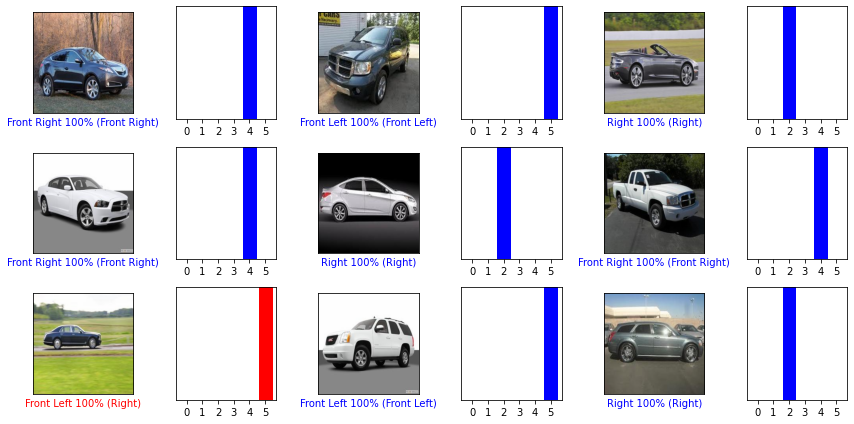 CARS
0 1 2 3 4 5
0 1 2 3 4 5
0 1 2 3 4 5
Front Right 100% (Front Right)
Front Left 100% (Front Left)
Right 100% (Right)
0 1 2 3 4 5
0 1 2 3 4 5
0 1 2 3 4 5
Front Right 100% (Front Right)
Right 100% (Right)
Front Right 100% (Front Right)
0 1 2 3 4 5
0 1 2 3 4 5
0 1 2 3 4 5
Front Left 100% (Right)
Front Left 100% (Front Left)
Right 100% (Right)